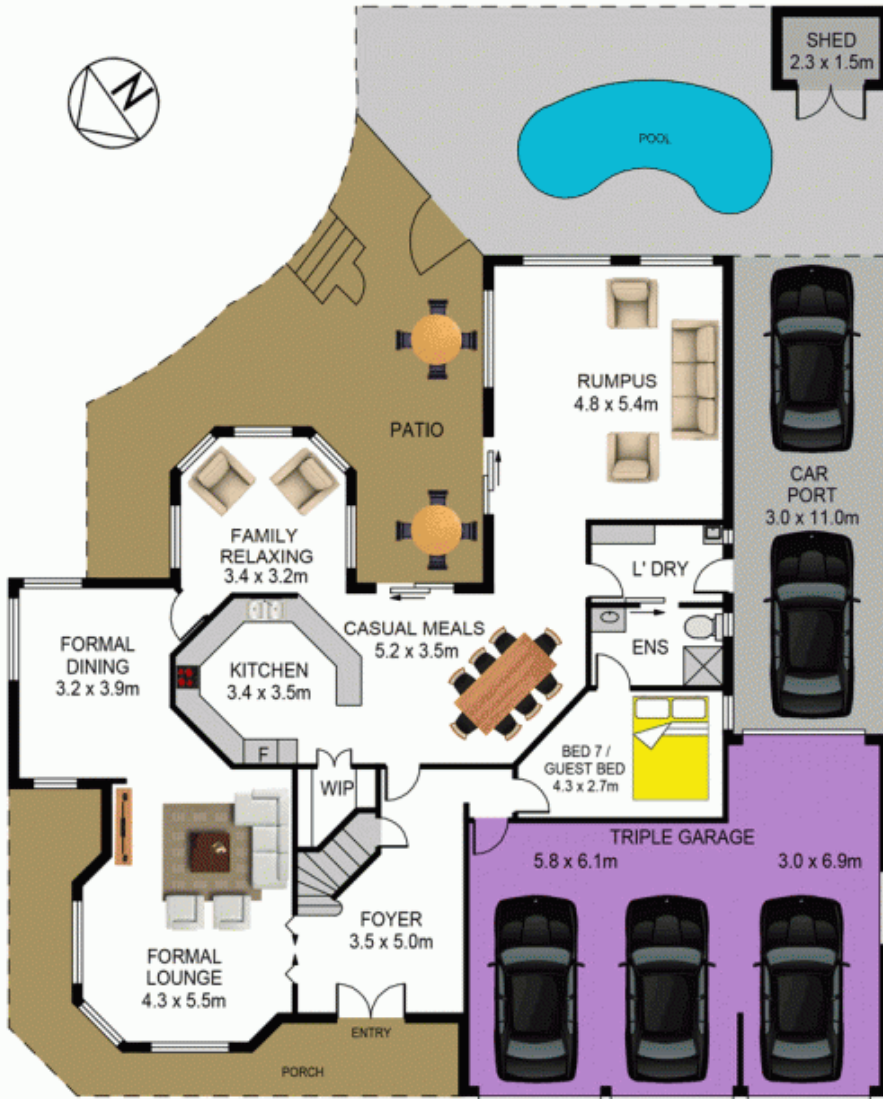 SHED
2.3 x 1.5m
N
POOL
RUMPUS
4.8 x 5.4m
PATIO
CAR
PORT
3.0 x 11.0m
FAMILY
RELAXING
3.4 x 3.2m
L' DRY
CASUAL MEALS
5.2 x 3.5m
FORMAL
DINING
3.2 x 3.9m
KITCHEN
3.4 x 3.5m
ENS
F
BED 7 /
GUEST BED
4.3 x 2.7m
WIP
TRIPLE GARAGE
5.8 x 6.1m
3.0 x 6.9m
FOYER
3.5 x 5.0m
FORMAL
LOUNGE
4.3 x 5.5m
ENTRY
PORCH